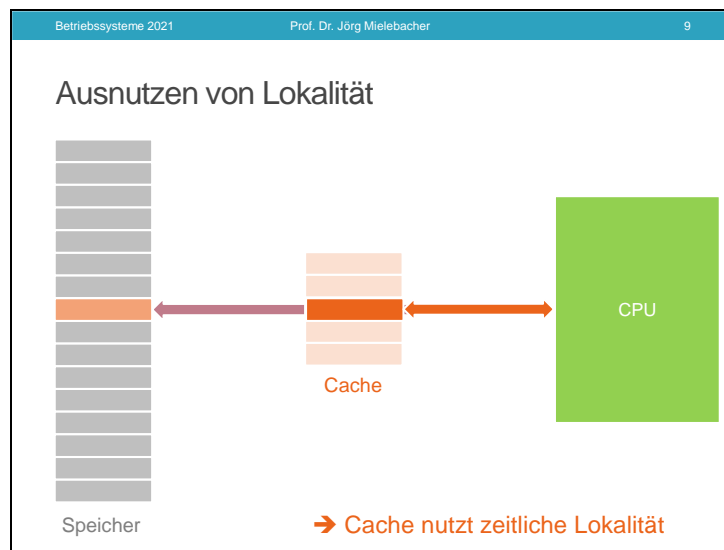 Betriebssysteme 2021 Prof. Dr. Jörg Mielebacher 9
Ausnutzen von Lokalität
CPU
Cache
Speicher
➔ Cache nutzt zeitliche Lokalität